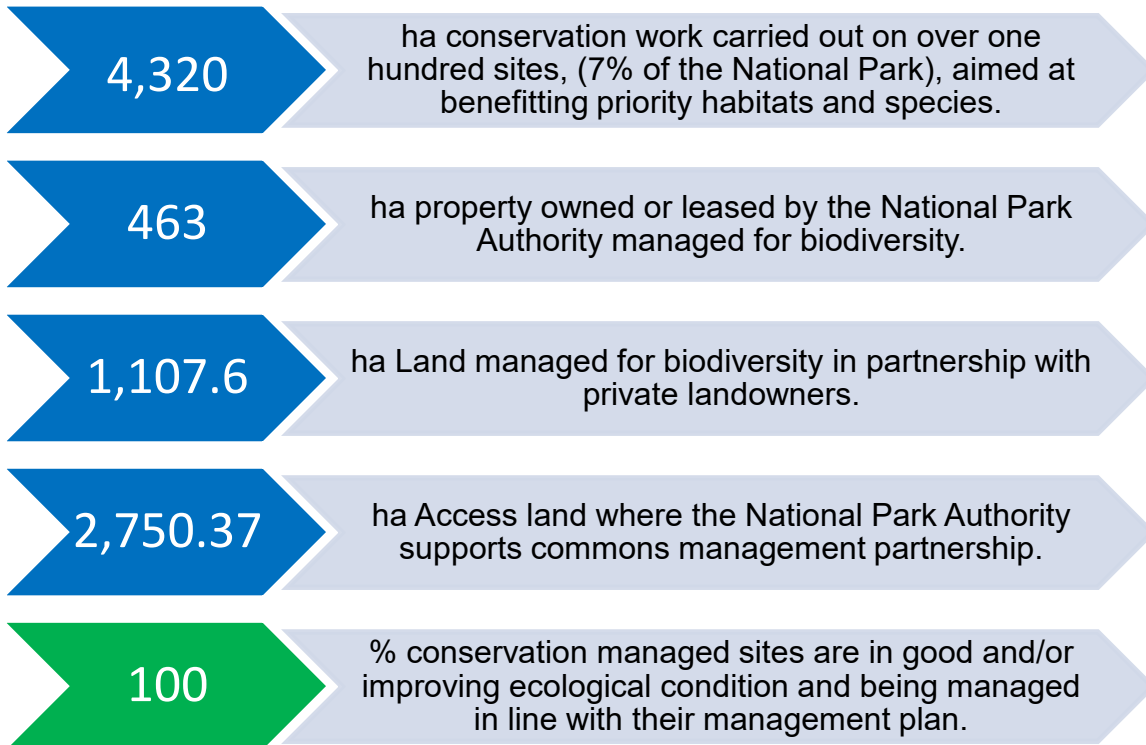 4,320
ha conservation work carried out on over one
hundred sites, (7% of the National Park), aimed at
benefitting priority habitats and species.
463
ha property owned or leased by the National Park
Authority managed for biodiversity.
1,107.6
ha Land managed for biodiversity in partnership with
private landowners.
2,750.37
ha Access land where the National Park Authority
supports commons management partnership.
100
% conservation managed sites are in good and/or
improving ecological condition and being managed
in line with their management plan.